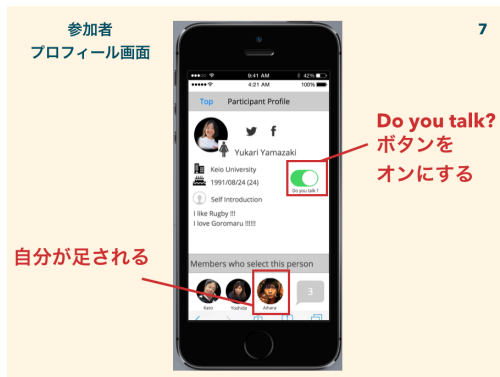 参加者
プロフィール画面
7
9:41 AM
42%
4:21 AM
100%
Top
Participant Profile
Yukari Yamazaki
Keio University
1991/08/24 (24)
Do you talk ?
Self Introduction
I like Rugby !!!
I love Goromaru !!!!!!
Do you talk?
ボタンを
オンにする
自分が足される
Members who select this person
Kato
Yoshida
Aihara
3